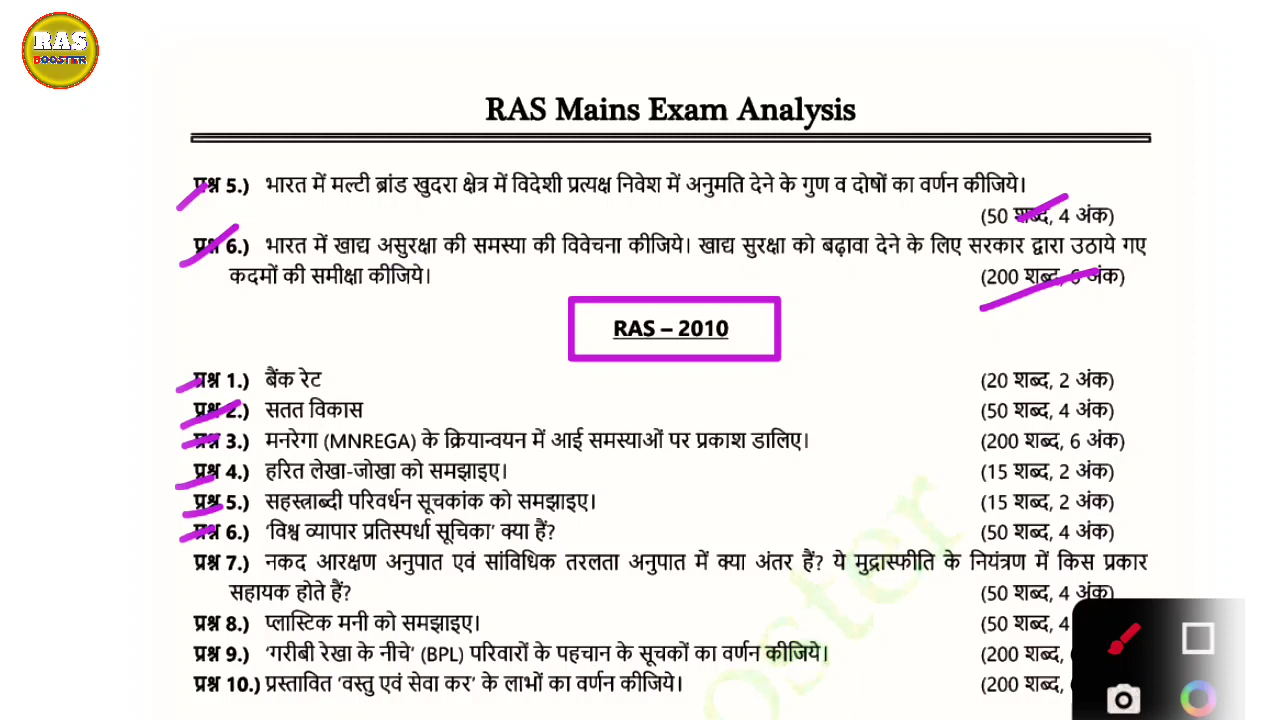 RAS
BOOSTER
RAS Mains Exam Analysis
प्रश्न 5.) भारत में मल्टी ब्रांड खुदरा क्षेत्र में विदेशी प्रत्यक्ष निवेश में अनुमति देने के गुण व दोषों का वर्णन कीजिये।
(50 शब्द, 4 अंक)
प्रश्न 6.) भारत में खाद्य असुरक्षा की समस्या की विवेचना कीजिये। खाद्य सुरक्षा को बढ़ावा देने के लिए सरकार द्वारा उठाये गए
कदमों की समीक्षा कीजिये। (200 शब्द, 6 अंक)
RAS – 2010
प्रश्न 1.) बैंक रेट (20 शब्द, 2 अंक)
प्रश्न 2.) सतत विकास (50 शब्द, 4 अंक)
प्रश्न 3.) मनरेगा (MNREGA) के क्रियान्वयन में आई समस्याओं पर प्रकाश डालिए। (200 शब्द, 6 अंक)
प्रश्न 4.) हरित लेखा-जोखा को समझाइए। (15 शब्द, 2 अंक)
प्रश्न 5.) सहस्त्राब्दी परिवर्धन सूचकांक को समझाइए। (15 शब्द, 2 अंक)
प्रश्न 6.) ‘विश्व व्यापार प्रतिस्पर्धा सूचिका’ क्या हैं? (50 शब्द, 4 अंक)
प्रश्न 7.) नकद आरक्षण अनुपात एवं सांविधिक तरलता अनुपात में क्या अंतर हैं? ये मुद्रास्फीति के नियंत्रण में किस प्रकार
सहायक होते हैं? (50 शब्द, 4 अंक)
प्रश्न 8.) प्लास्टिक मनी को समझाइए। (50 शब्द, 4
प्रश्न 9.) ‘गरीबी रेखा के नीचे’ (BPL) परिवारों के पहचान के सूचकों का वर्णन कीजिये। (200 शब्द,
प्रश्न 10.) प्रस्तावित ‘वस्तु एवं सेवा कर’ के लाभों का वर्णन कीजिये। (200 शब्द,